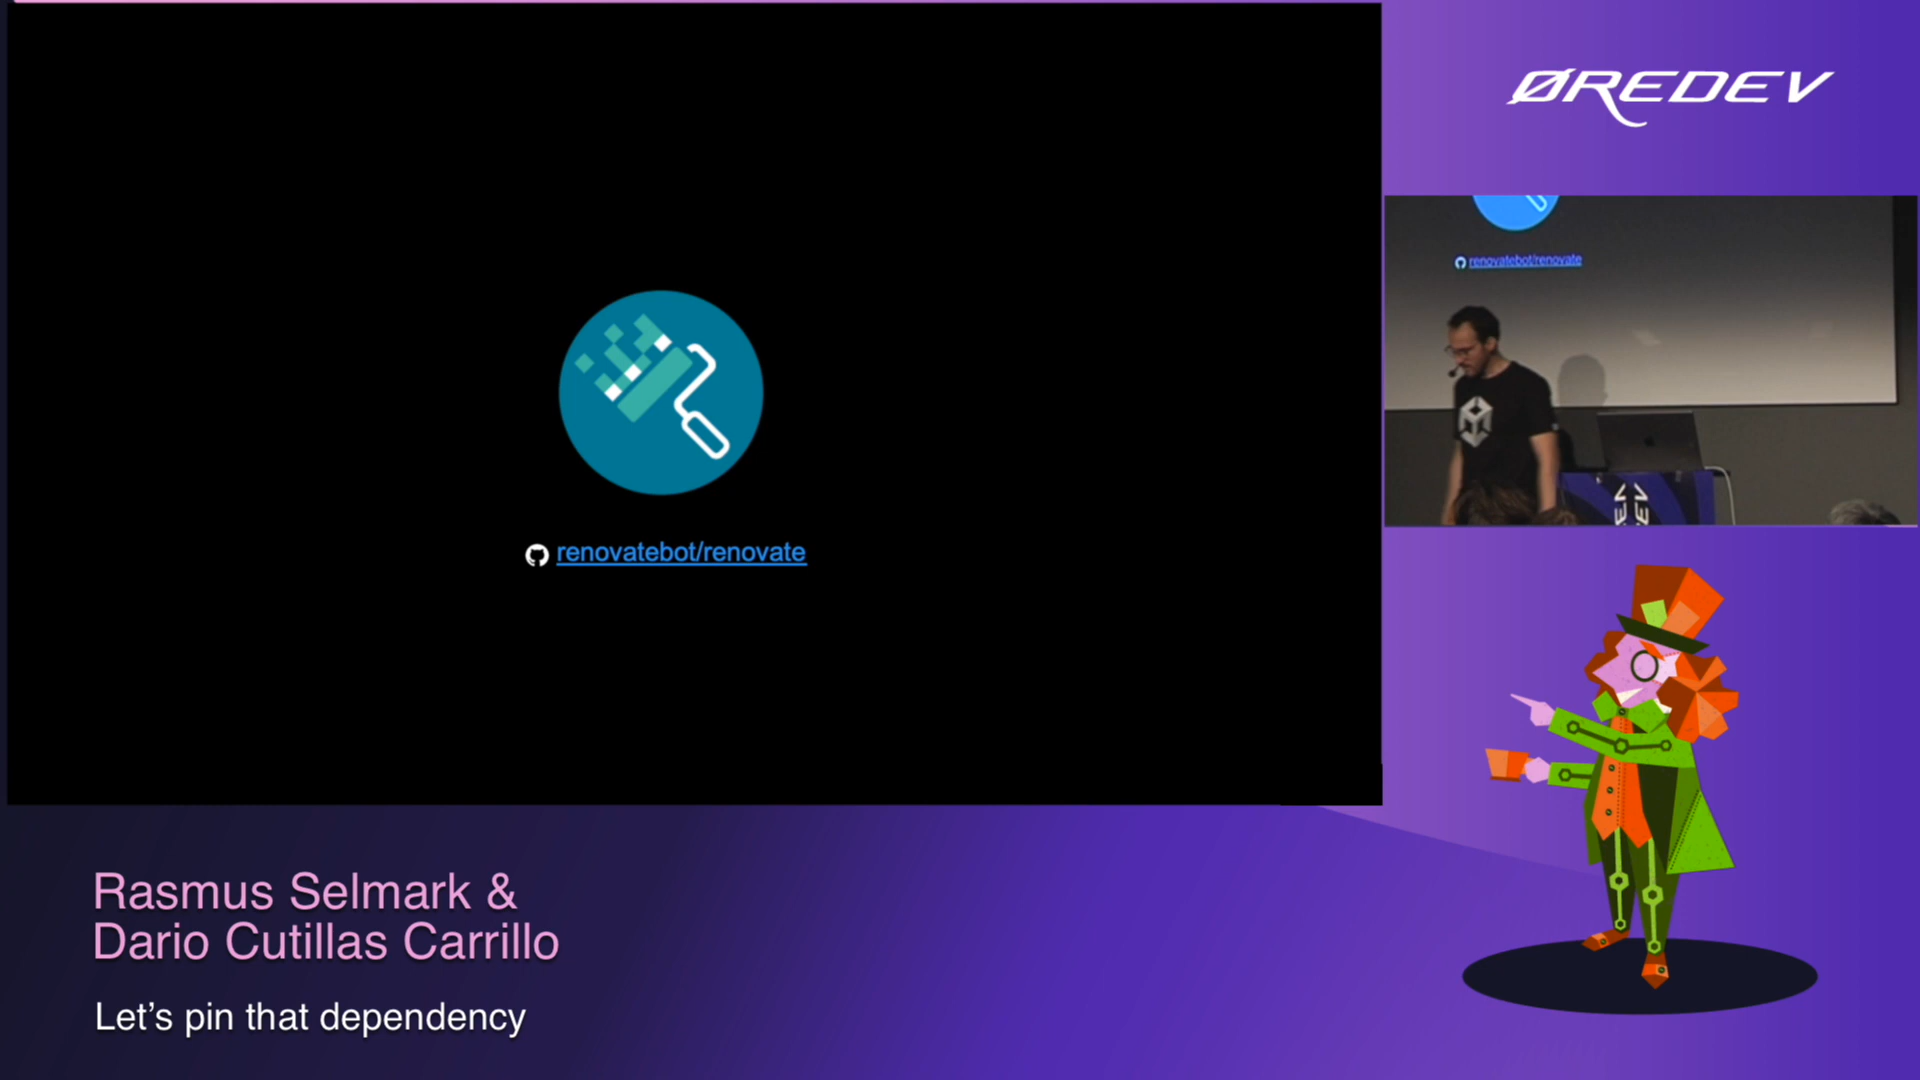 renovatebot/renovate
ØREDEV
renovatebot/renovate
Rasmus Selmark &
Dario Cutillas Carrillo
Let’s pin that dependency